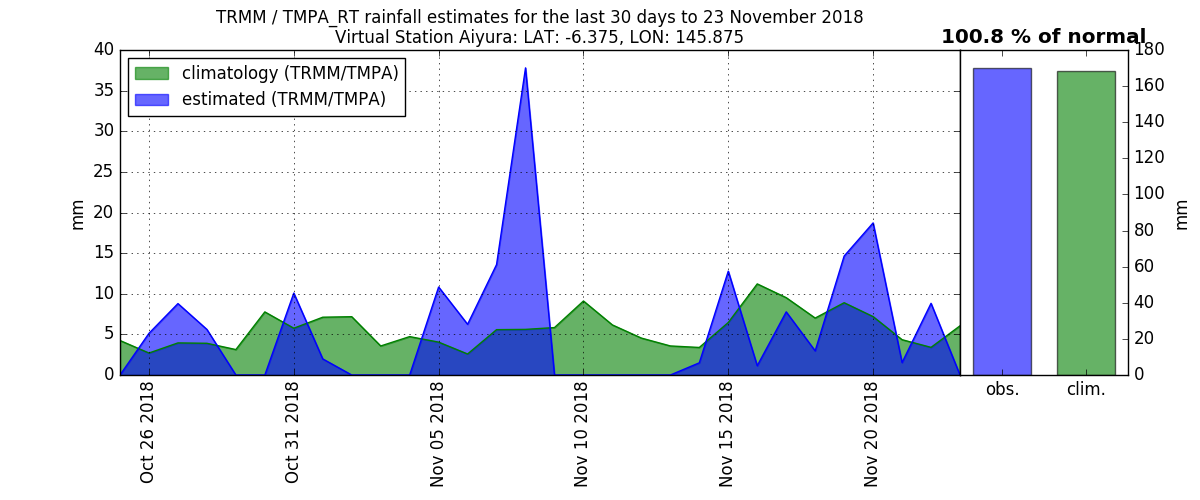 TRMM / TMPA_RT rainfall estimates for the last 30 days to 23 November 2018
Virtual Station Aiyura: LAT: -6.375, LON: 145.875
100.8 % of normal
climatology (TRMM/TMPA)
estimated (TRMM/TMPA)
mm
40
35
30
25
20
15
10
5
0
Oct 26 2018
Oct 31 2018
Nov 05 2018
Nov 10 2018
Nov 15 2018
Nov 20 2018
obs.
clim.
180
160
140
120
100
80
60
40
20
0
mm